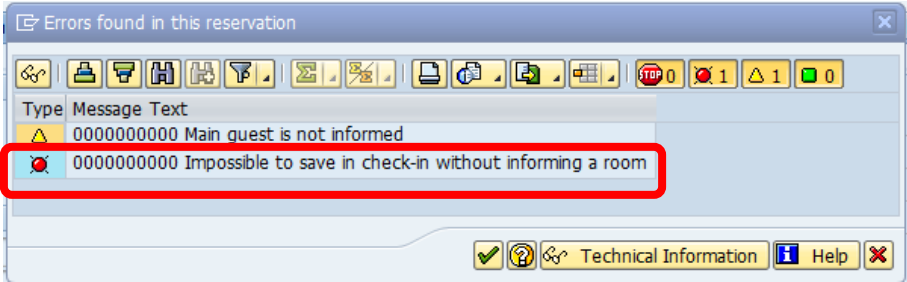 Errors found in this reservation
STOP 0 1 1 0
Type Message Text
0000000000 Main guest is not informed
0000000000 Impossible to save in check-in without informing a room
Technical Information Help